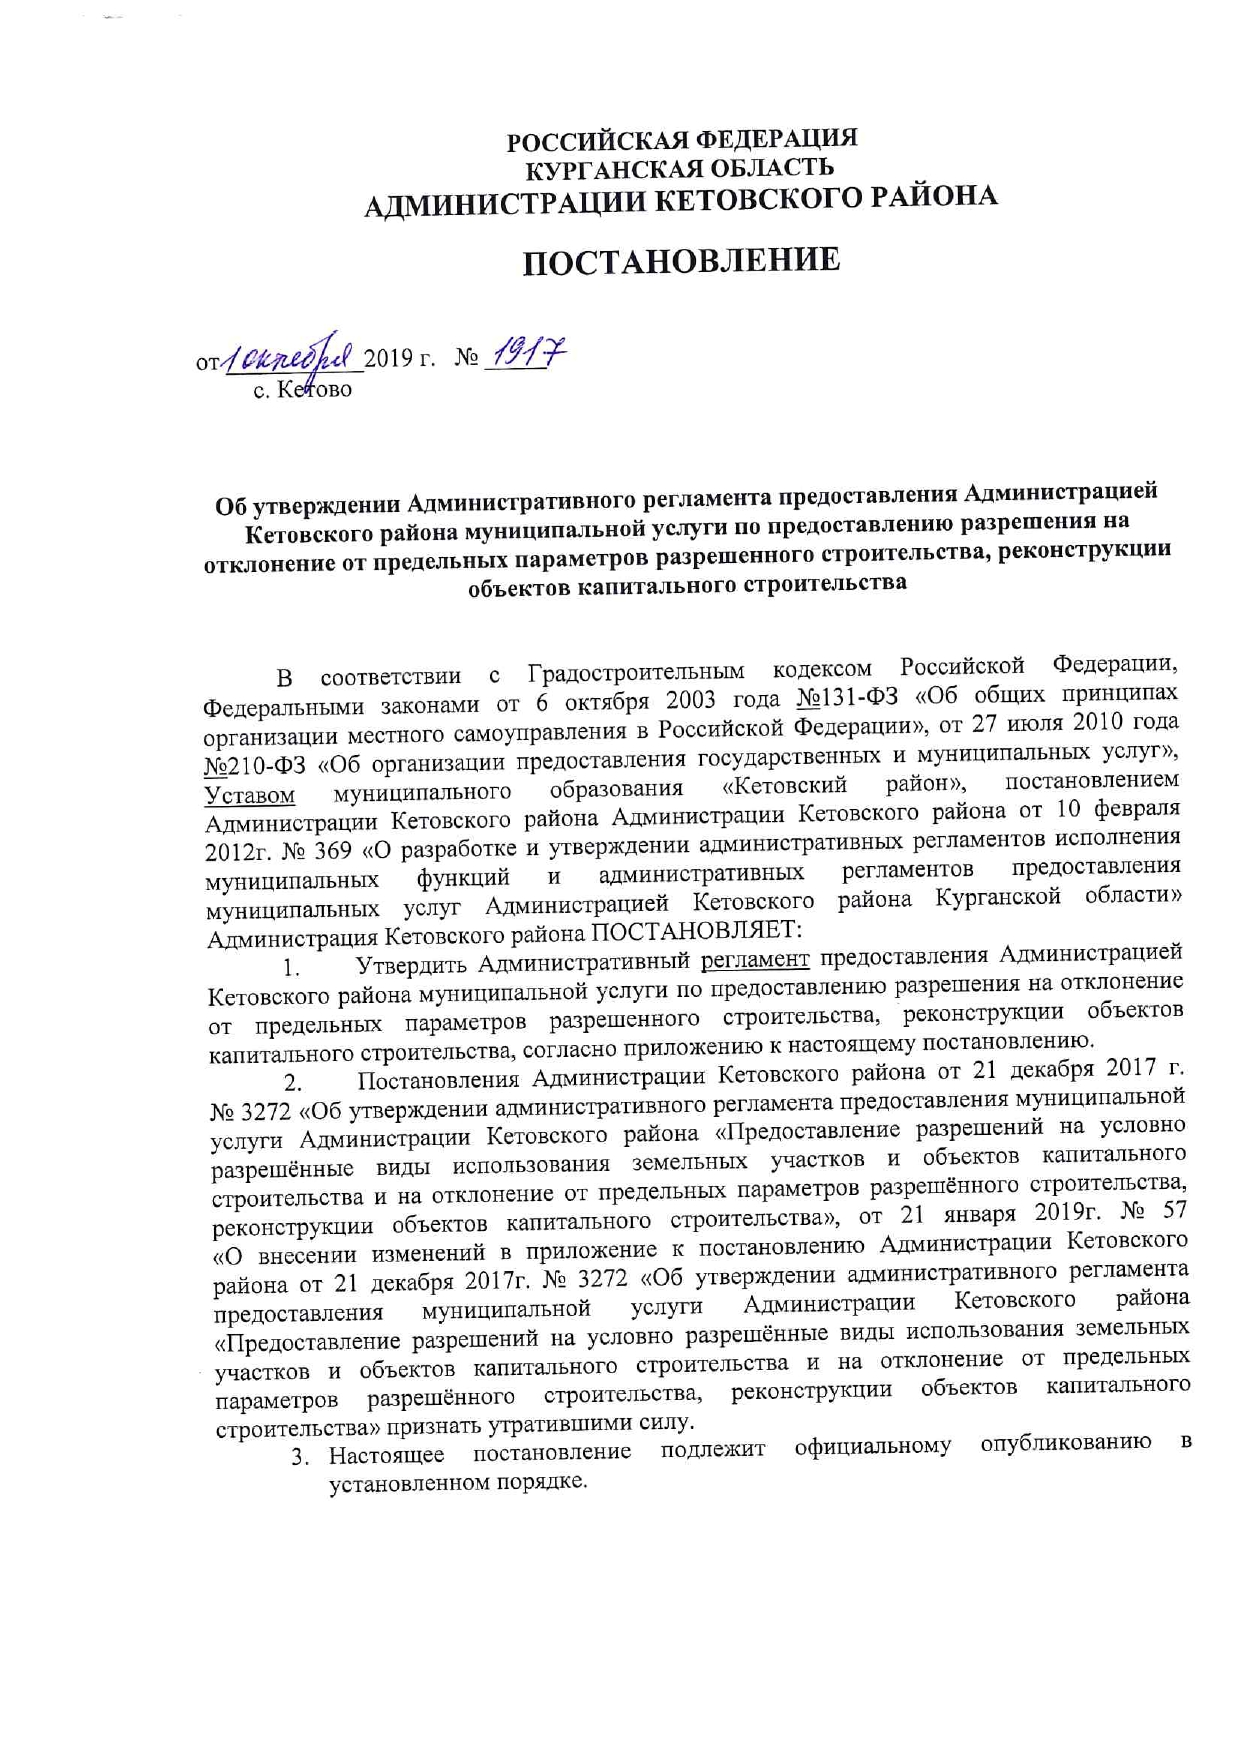 РОССИЙСКАЯ ФЕДЕРАЦИЯ
КУРГАНСКАЯ ОБЛАСТЬ
АДМИНИСТРАЦИИ КЕТОВСКОГО РАЙОНА
ПОСТАНОВЛЕНИЕ
от 1 октября 2019 г. № 1917
с. Кетово
Об утверждении Административного регламента предоставления Администрацией
Кетовского района муниципальной услуги по предоставлению разрешения на
отклонение от предельных параметров разрешенного строительства, реконструкции
объектов капитального строительства
В соответствии с Градостроительным кодексом Российской Федерации,
Федеральными законами от 6 октября 2003 года №131-ФЗ «Об общих принципах
организации местного самоуправления в Российской Федерации», от 27 июля 2010 года
№210-ФЗ «Об организации предоставления государственных и муниципальных услуг»,
Уставом муниципального образования «Кетовский район», постановлением
Администрации Кетовского района Администрации Кетовского района от 10 февраля
2012г. № 369 «О разработке и утверждении административных регламентов исполнения
муниципальных функций и административных регламентов предоставления
муниципальных услуг Администрацией Кетовского района Курганской области»
Администрация Кетовского района ПОСТАНОВЛЯЕТ:
1. Утвердить Административный регламент предоставления Администрацией
Кетовского района муниципальной услуги по предоставлению разрешения на отклонение
от предельных параметров разрешенного строительства, реконструкции объектов
капитального строительства, согласно приложению к настоящему постановлению.
2. Постановления Администрации Кетовского района от 21 декабря 2017 г.
№ 3272 «Об утверждении административного регламента предоставления муниципальной
услуги Администрации Кетовского района «Предоставление разрешений на условно
разрешённые виды использования земельных участков и объектов капитального
строительства и на отклонение от предельных параметров разрешённого строительства,
реконструкции объектов капитального строительства», от 21 января 2019г. № 57
«О внесении изменений в приложение к постановлению Администрации Кетовского
района от 21 декабря 2017г. № 3272 «Об утверждении административного регламента
предоставления муниципальной услуги Администрации Кетовского района
«Предоставление разрешений на условно разрешённые виды использования земельных
участков и объектов капитального строительства и на отклонение от предельных
параметров разрешённого строительства, реконструкции объектов капитального
строительства» признать утратившими силу.
3. Настоящее постановление подлежит официальному опубликованию в
установленном порядке.